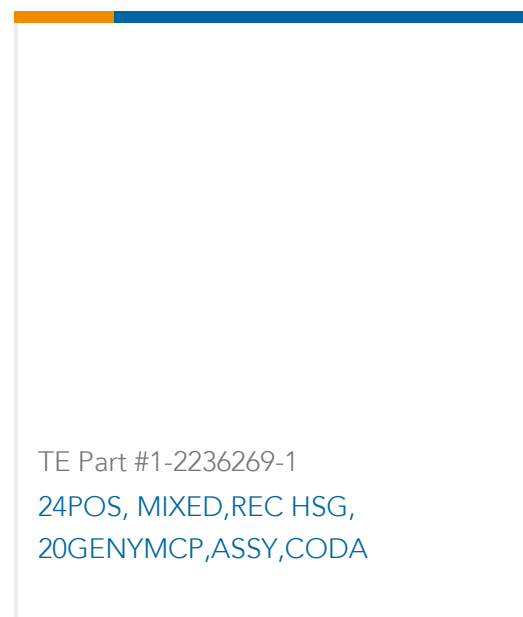 TE Part #1-2236269-1
24POS, MIXED,REC HSG,
20GENYMCP,ASSY,CODA